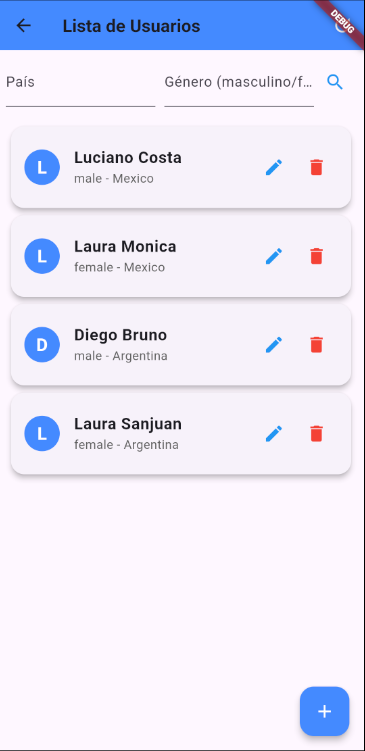 Lista de Usuarios
DEBUG
País
Género (masculino/f...
L
Luciano Costa
male - Mexico
L
Laura Monica
female - Mexico
D
Diego Bruno
male - Argentina
L
Laura Sanjuan
female - Argentina